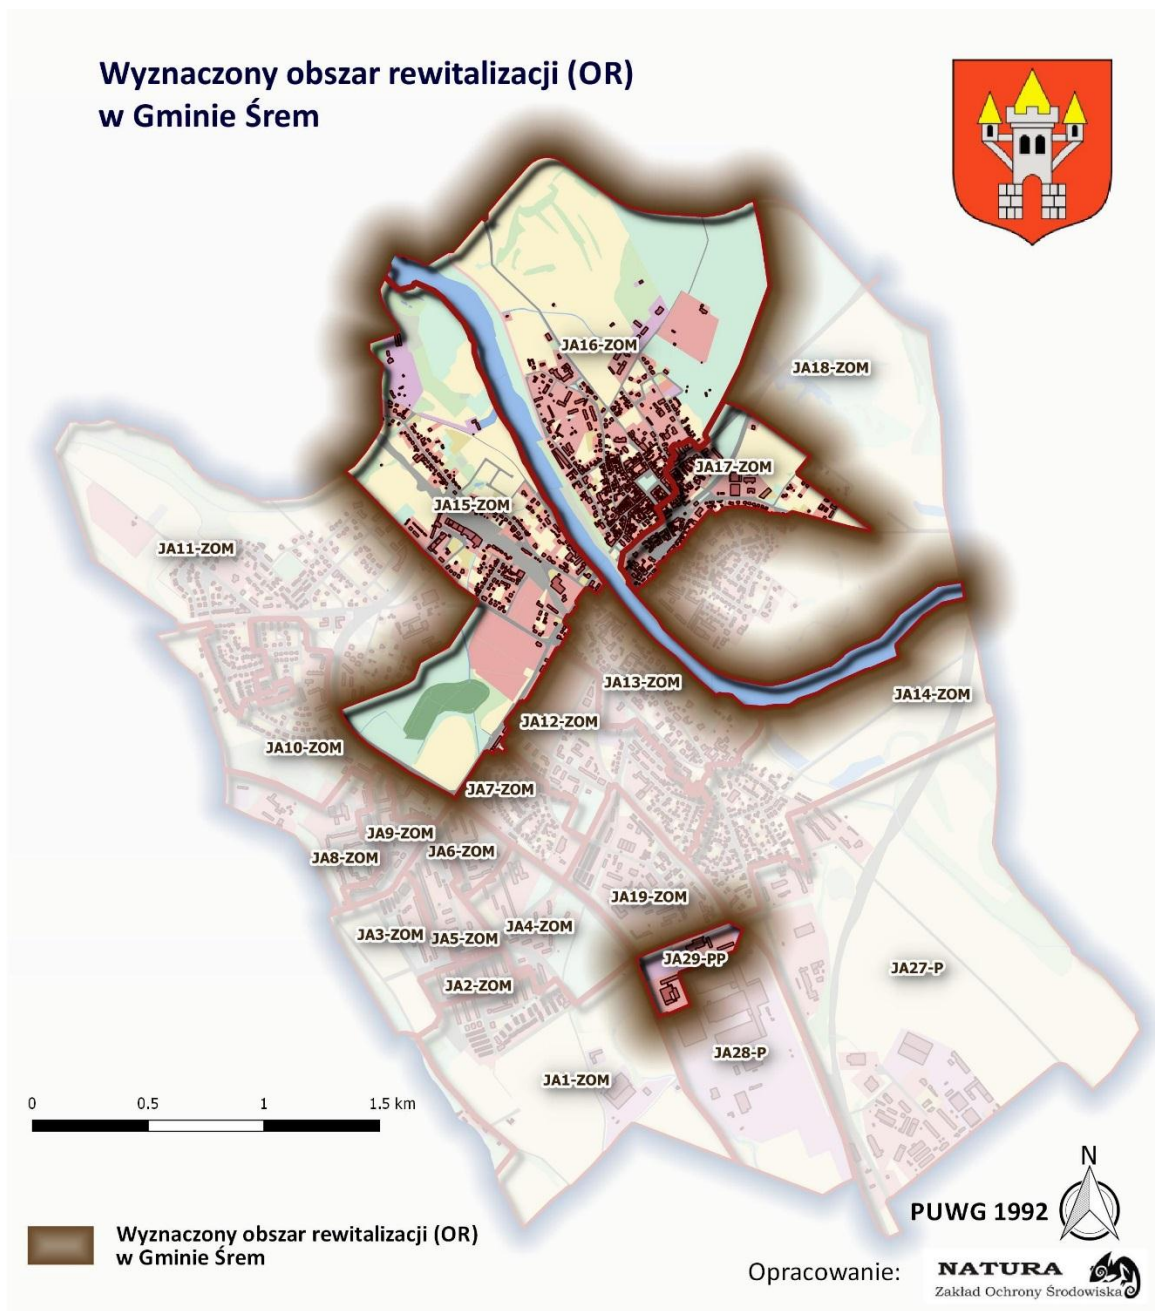 Wyznaczony obszar rewitalizacji (OR)
w Gminie Śrem
JA16-ZOM
JA18-ZOM
JA17-ZOM
JA15-ZOM
JA11-ZOM
JA13-ZOM
JA14-ZOM
JA12-ZOM
JA10-ZOM
JA7-ZOM
JA9-ZOM
JA8-ZOM
JA6-ZOM
JA19-ZOM
JA4-ZOM
JA3-ZOM
JA5-ZOM
JA29-PP
JA27-P
JA2-ZOM
JA28-P
JA1-ZOM
0 0.5 1 1.5 km
N
PUWG 1992
Wyznaczony obszar rewitalizacji (OR)
w Gminie Śrem
Opracowanie:
NATURA
Zakład Ochrony Środowiska